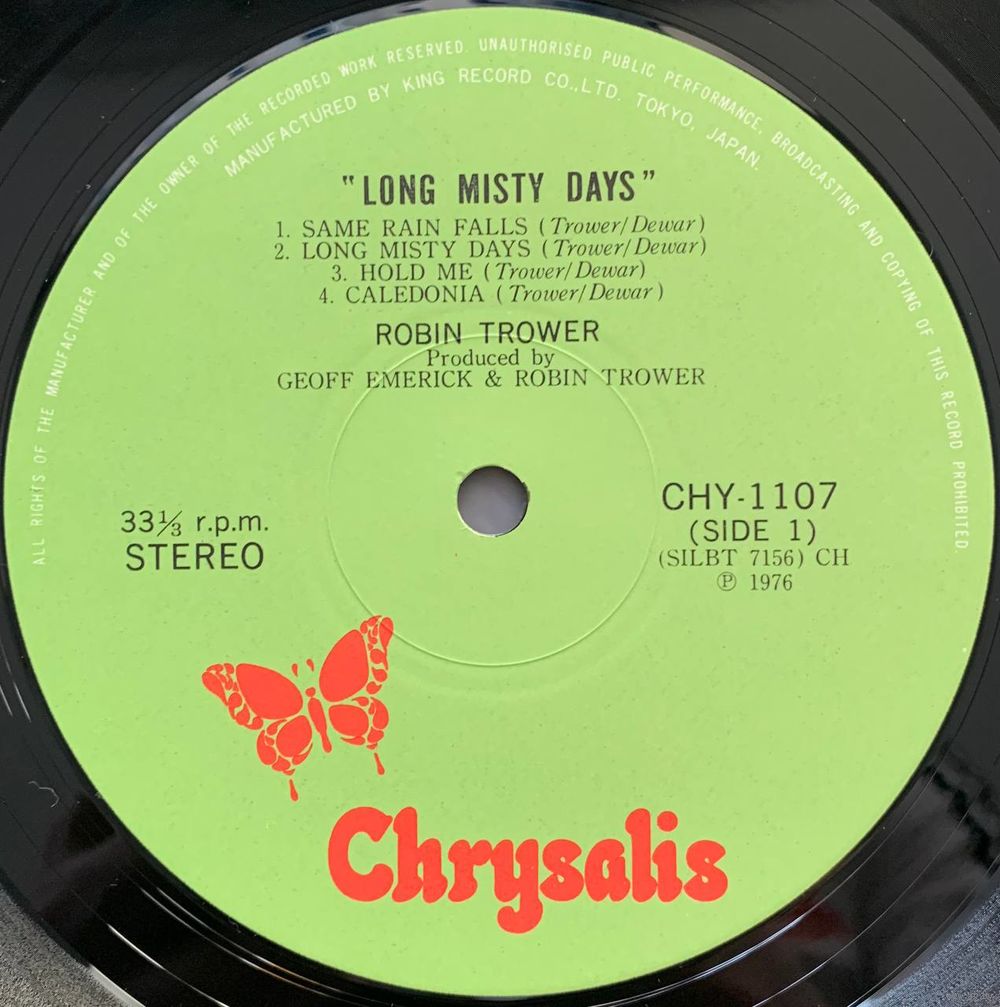 ALL RIGHTS OF THE MANUFACTURER AND OF THE OWNER OF THE RECORDED WORK RESERVED. UNAUTHORISED PUBLIC PERFORMANCE, BROADCASTING AND COPYING OF THIS RECORD PROHIBITED.
MANUFACTURED BY KING RECORD CO.,LTD. TOKYO, JAPAN.
"LONG MISTY DAYS"
1. SAME RAIN FALLS (Trower/Dewar)
2. LONG MISTY DAYS (Trower/Dewar)
3. HOLD ME (Trower/Dewar)
4. CALEDONIA (Trower/Dewar)
ROBIN TROWER
Produced by
GEOFF EMERICK & ROBIN TROWER
33⅓ r.p.m.
STEREO
CHY-1107
(SIDE 1)
(SILBT 7156) CH
℗ 1976
Chrysalis